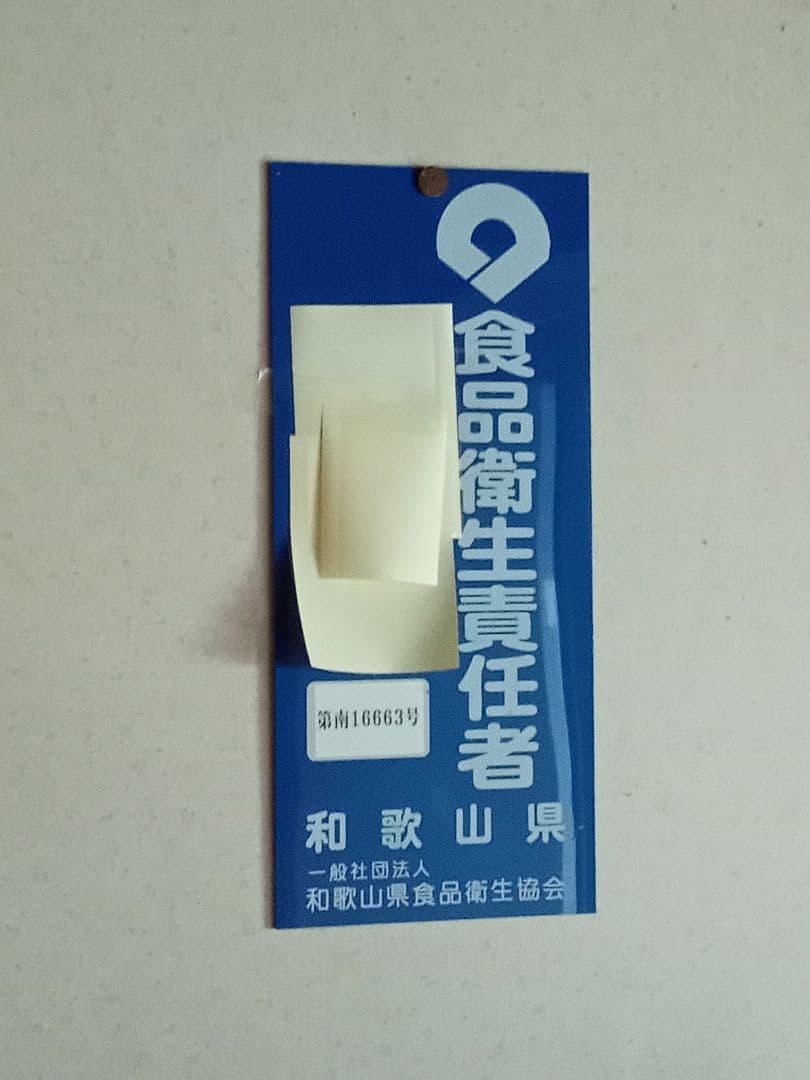 食品衛生責任者
第南16663号
和歌山県
一般社団法人
和歌山県食品衛生協会